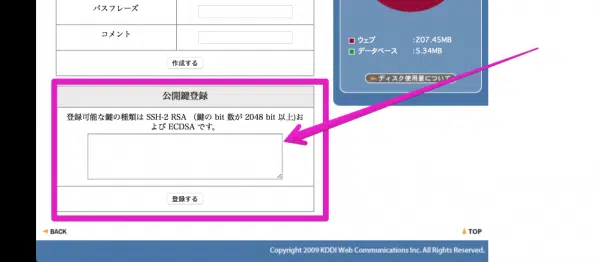 パスフレーズ
コメント
作成する
公開鍵登録
登録可能な鍵の種類は SSH-2 RSA （鍵の bit 数が 2048 bit 以上)お
よび ECDSA です。
登録する
ウェブ :207.45MB
データベース :5.34MB
ディスク使用量について
BACK
TOP
Copyright 2009 KDDI Web Communications Inc. All Rights Reserved.